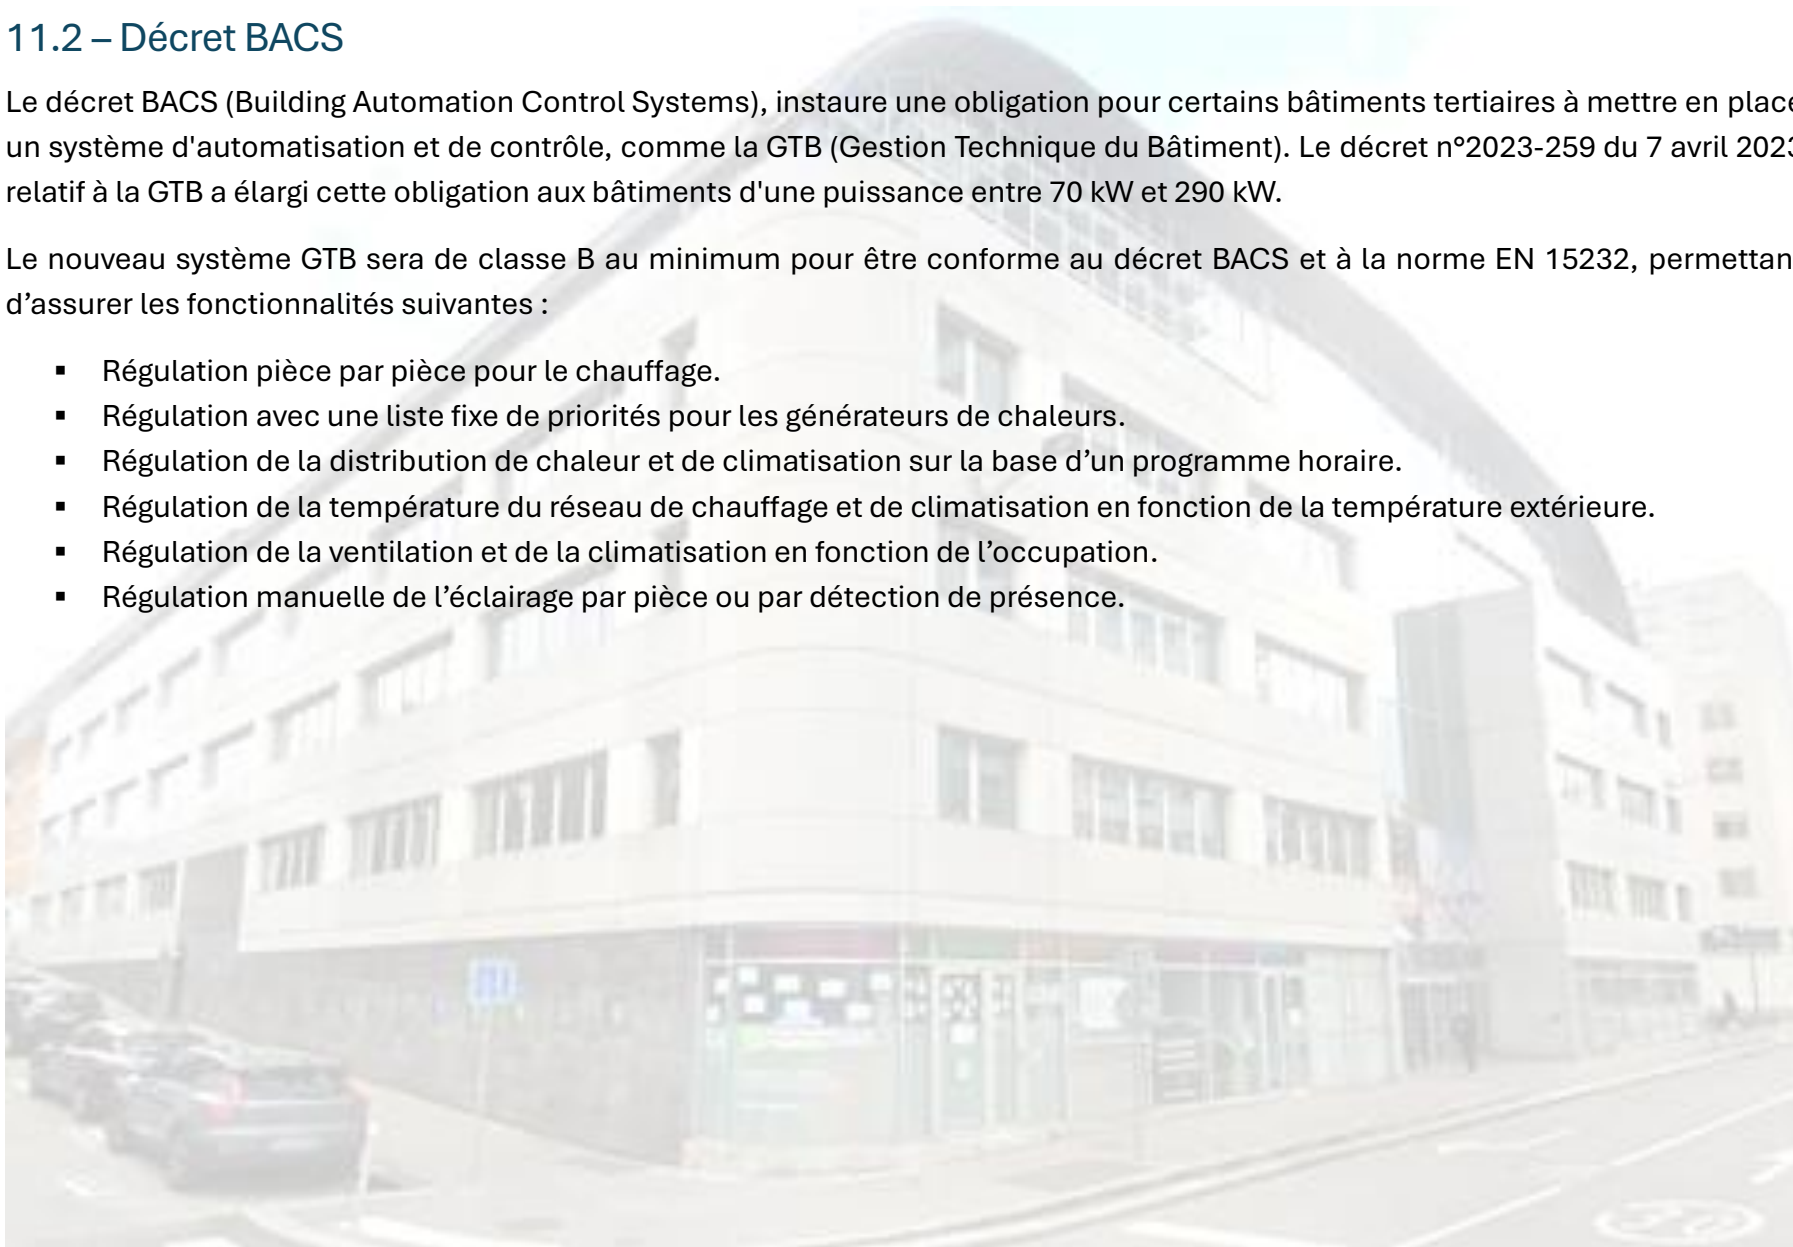 11.2 – Décret BACS
Le décret BACS (Building Automation Control Systems), instaure une obligation pour certains bâtiments tertiaires à mettre en place
un système d'automatisation et de contrôle, comme la GTB (Gestion Technique du Bâtiment). Le décret n°2023-259 du 7 avril 2023
relatif à la GTB a élargi cette obligation aux bâtiments d'une puissance entre 70 kW et 290 kW.
Le nouveau système GTB sera de classe B au minimum pour être conforme au décret BACS et à la norme EN 15232, permettan
d’assurer les fonctionnalités suivantes :
▪ Régulation pièce par pièce pour le chauffage.
▪ Régulation avec une liste fixe de priorités pour les générateurs de chaleurs.
▪ Régulation de la distribution de chaleur et de climatisation sur la base d’un programme horaire.
▪ Régulation de la température du réseau de chauffage et de climatisation en fonction de la température extérieure.
▪ Régulation de la ventilation et de la climatisation en fonction de l’occupation.
▪ Régulation manuelle de l’éclairage par pièce ou par détection de présence.